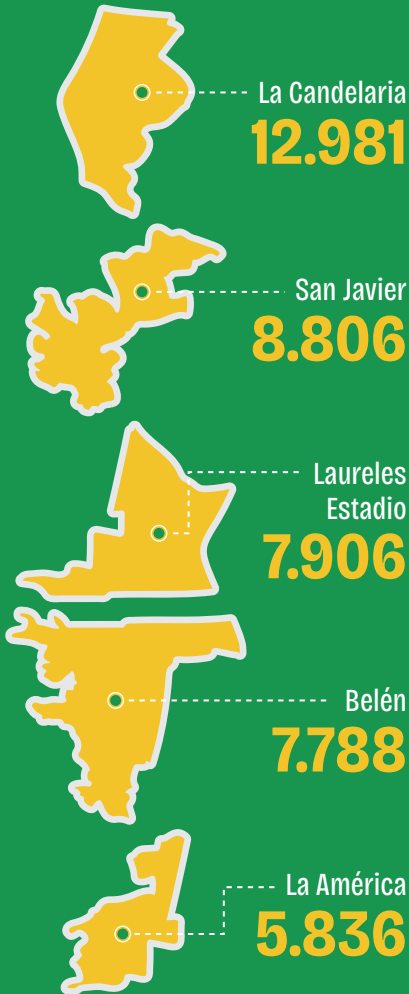 La Candelaria
12.981
San Javier
8.806
Laureles
Estadio
7.906
Belén
7.788
La América
5.836